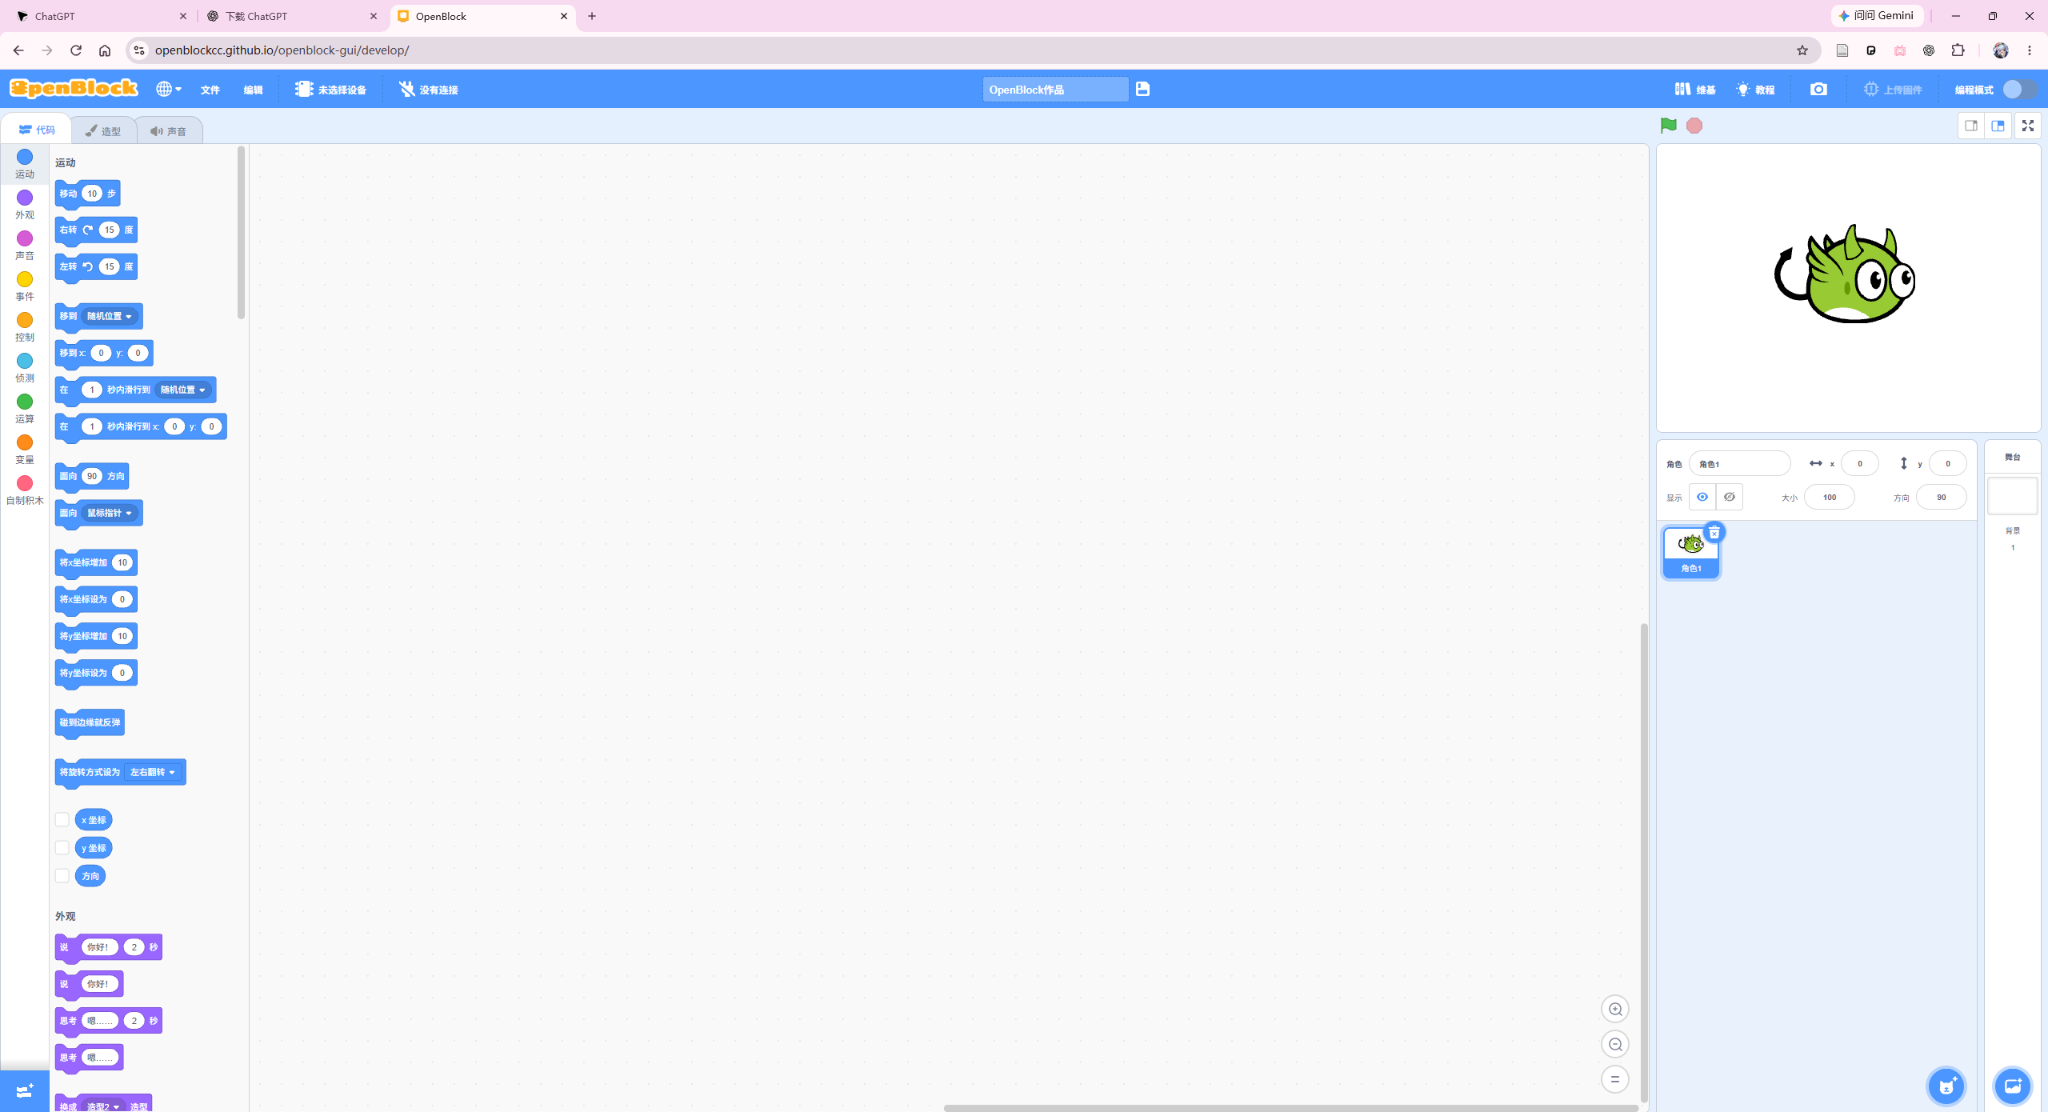 ChatGPT
下载 ChatGPT
OpenBlock
问问 Gemini
openblockcc.github.io/openblock-gui/develop/
OpenBlock
文件
编辑
未选择设备
没有连接
OpenBlock作品
维基
教程
上传固件
编程模式
代码
造型
声音
运动
外观
声音
事件
控制
侦测
运算
变量
自制积木
运动
移动 10 步
右转 15 度
左转 15 度
移到 随机位置
移到 x: 0 y: 0
在 1 秒内滑行到 随机位置
在 1 秒内滑行到 x: 0 y: 0
面向 90 方向
面向 鼠标指针
将x坐标增加 10
将x坐标设为 0
将y坐标增加 10
将y坐标设为 0
碰到边缘就反弹
将旋转方式设为 左右翻转
x 坐标
y 坐标
方向
外观
说 你好! 2 秒
说 你好!
思考 嗯…… 2 秒
思考 嗯……
换成 造型2 造型
角色 角色1 x 0 y 0
显示 大小 100 方向 90
角色1
舞台
背景
1